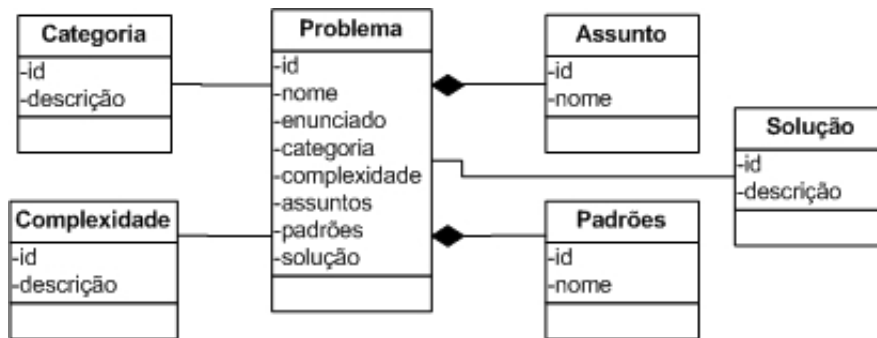 Categoria
-id
-descrição
Problema
-id
-nome
-enunciado
-categoria
-complexidade
-assuntos
-padrões
-solução
Assunto
-id
-nome
Solução
-id
-descrição
Complexidade
-id
-descrição
Padrões
-id
-nome